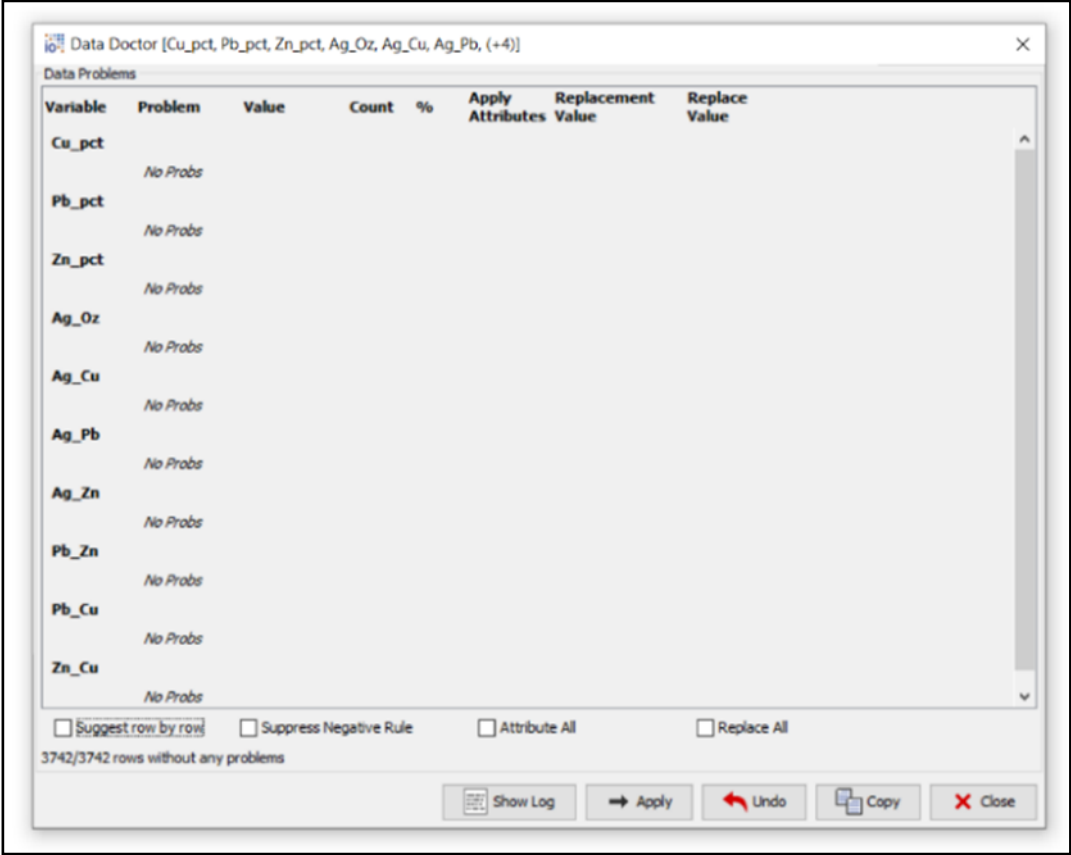 Data Doctor [Cu_pct, Pb_pct, Zn_pct, Ag_Oz, Ag_Cu, Ag_Pb, (+4)]
Data Problems
Variable Problem Value Count % Apply Attributes Replacement Value Replace Value
Cu_pct
No Probs
Pb_pct
No Probs
Zn_pct
No Probs
Ag_Oz
No Probs
Ag_Cu
No Probs
Ag_Pb
No Probs
Ag_Zn
No Probs
Pb_Zn
No Probs
Pb_Cu
No Probs
Zn_Cu
No Probs
Suggest row by row Suppress Negative Rule Attribute All Replace All
3742/3742 rows without any problems
Show Log Apply Undo Copy Close